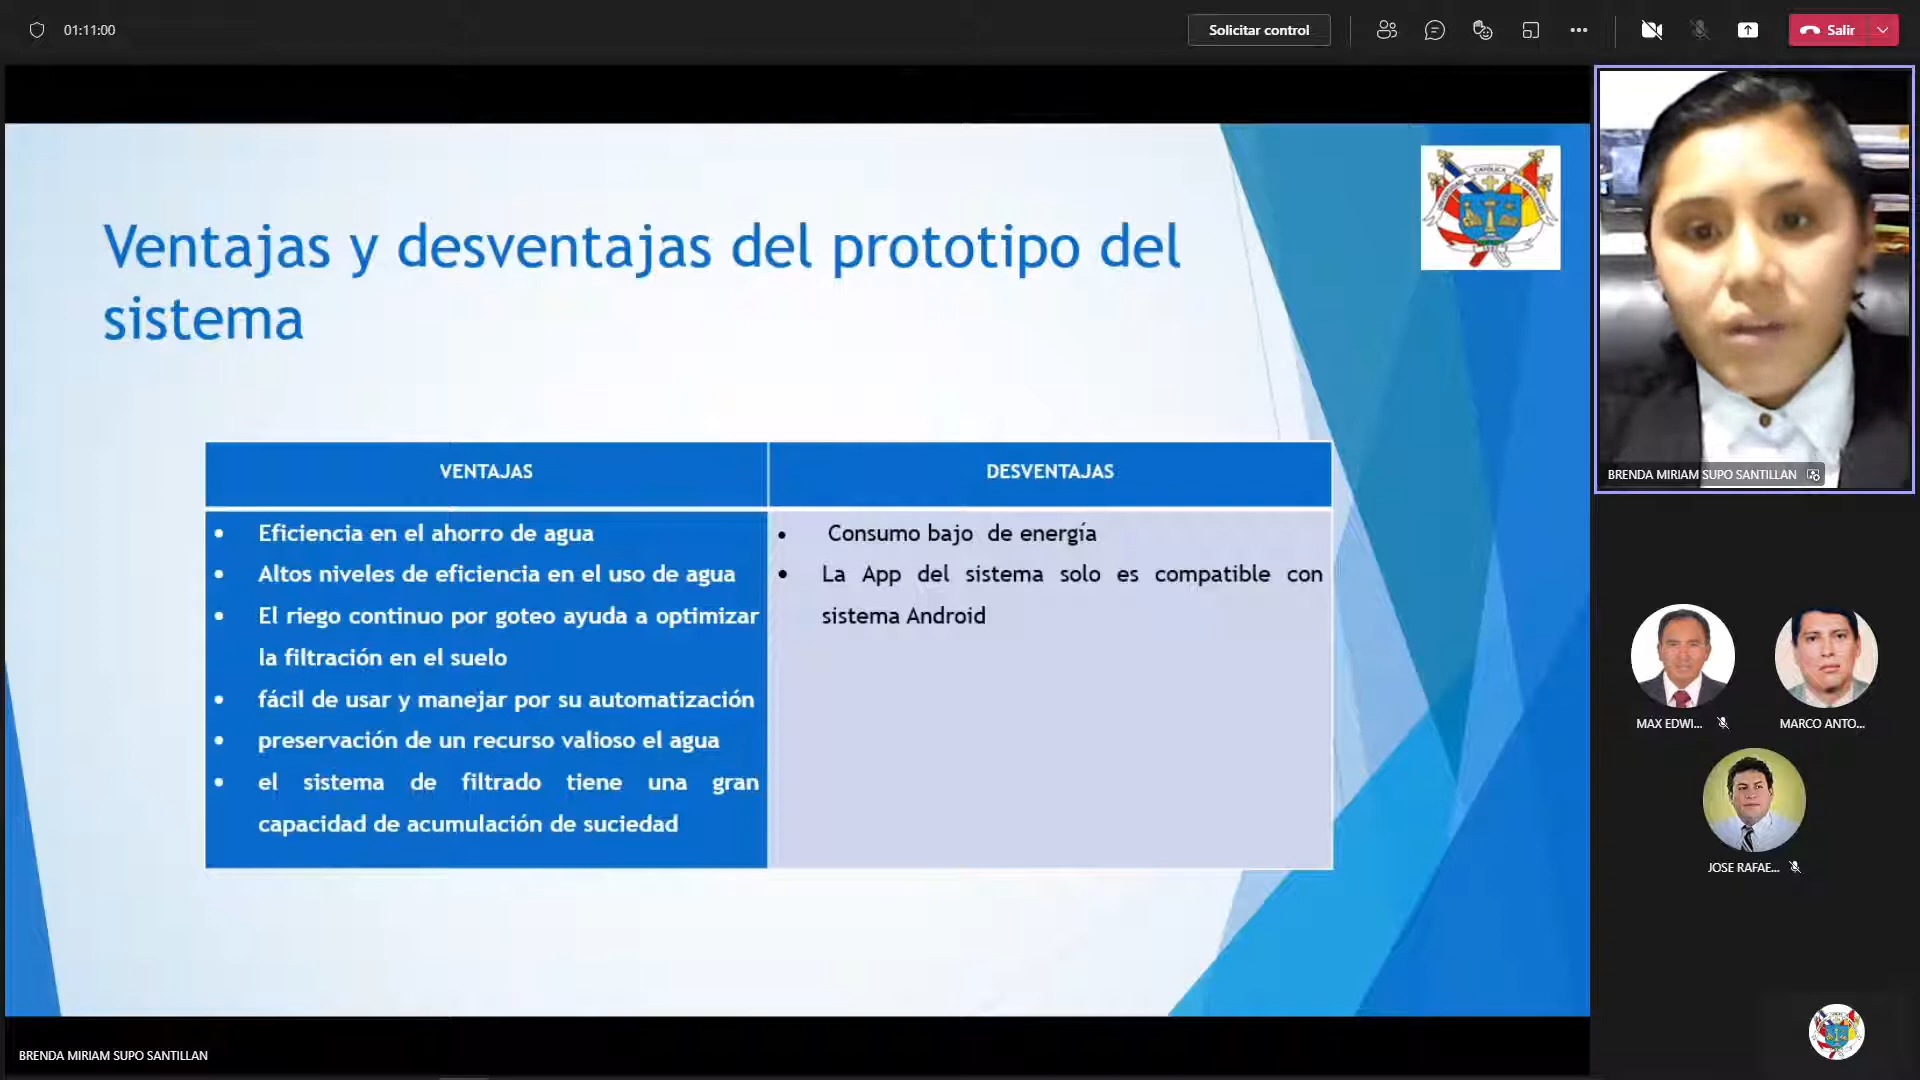 01:11:00
Solicitar control
Salir
Ventajas y desventajas del prototipo del
sistema
VENTAJAS
DESVENTAJAS
• Eficiencia en el ahorro de agua
• Altos niveles de eficiencia en el uso de agua
• El riego continuo por goteo ayuda a optimizar
la filtración en el suelo
• fácil de usar y manejar por su automatización
• preservación de un recurso valioso el agua
• el sistema de filtrado tiene una gran
capacidad de acumulación de suciedad
• Consumo bajo de energía
• La App del sistema solo es compatible con
sistema Android
BRENDA MIRIAM SUPO SANTILLAN
MAX EDWI...
MARCO ANTO...
JOSE RAFAE...
BRENDA MIRIAM SUPO SANTILLAN